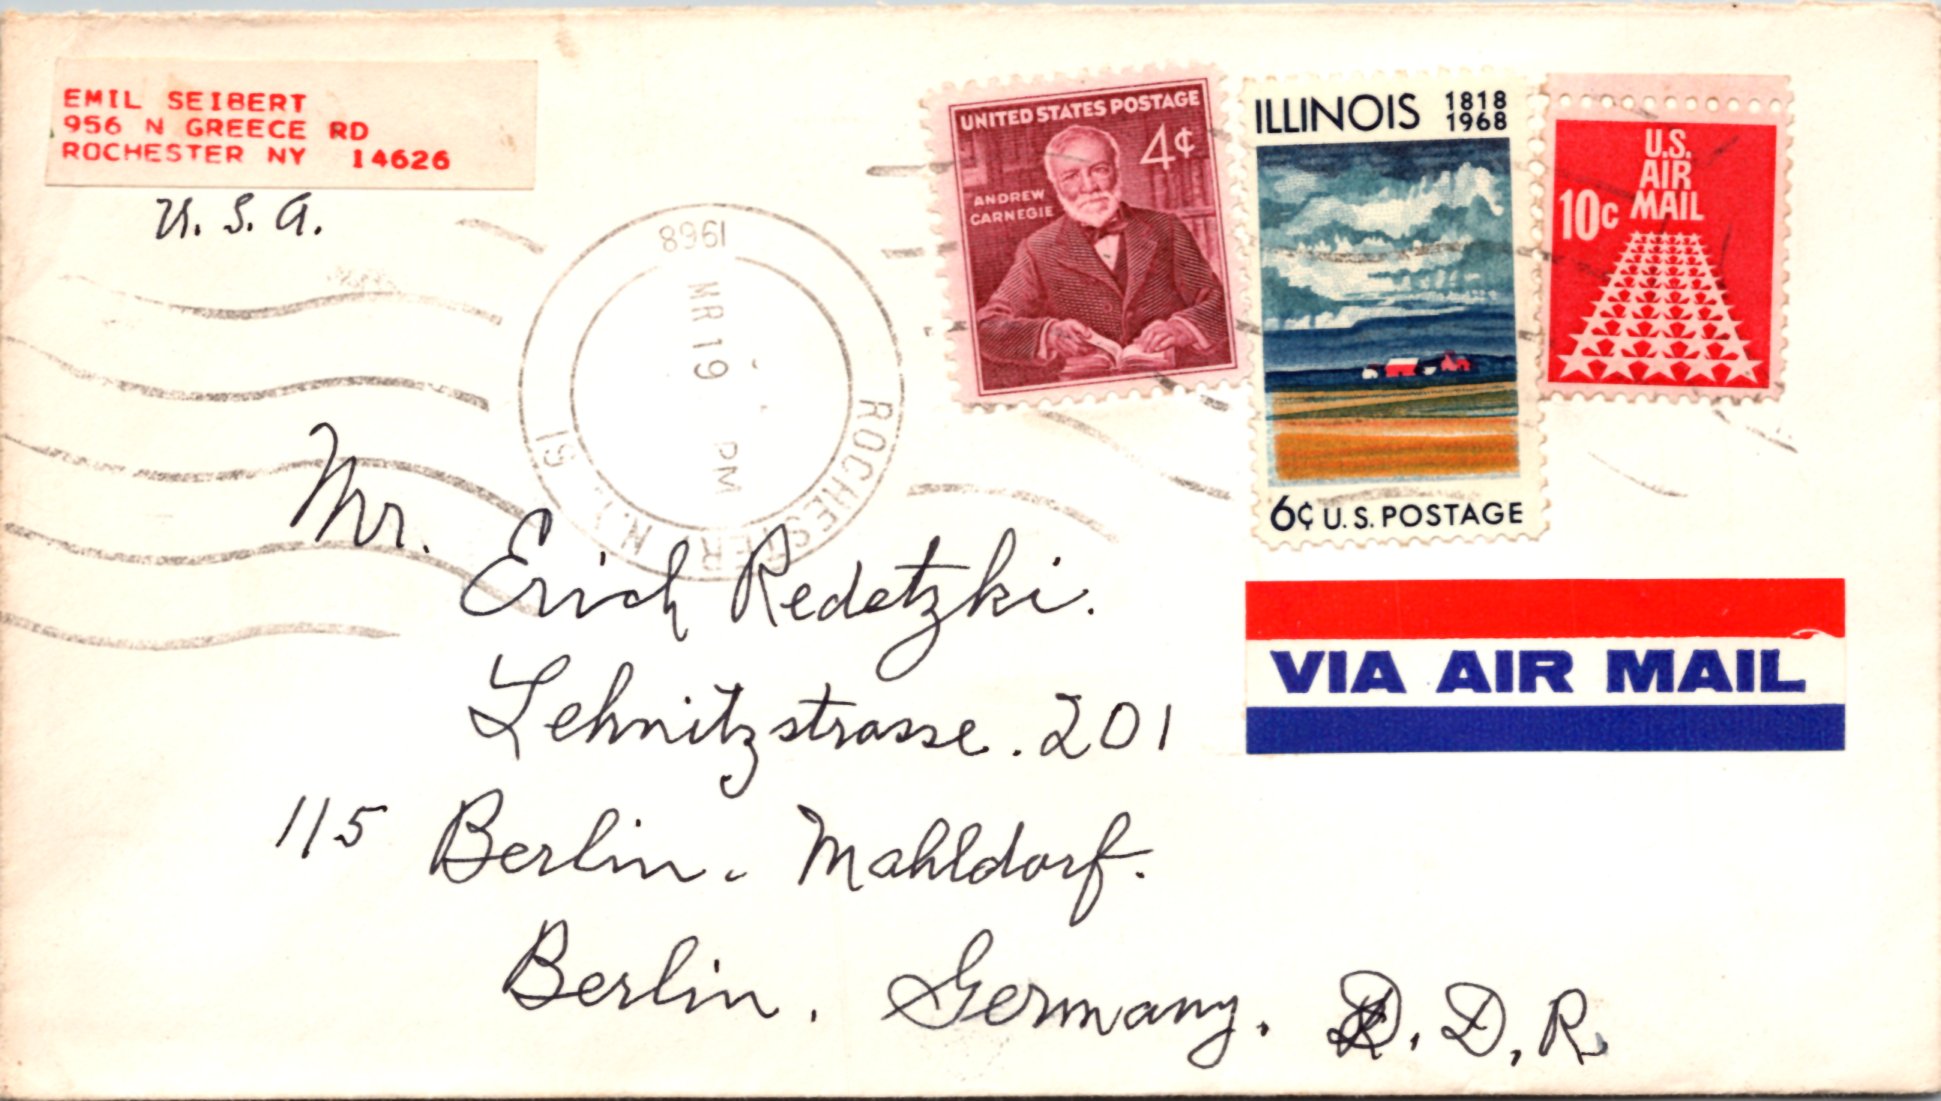 EMIL SEIBERT
956 N GREECE RD
ROCHESTER NY 14626
U. S. A.
UNITED STATES POSTAGE
4¢
ANDREW
CARNEGIE
ILLINOIS 1818
1968
6¢ U.S. POSTAGE
U.S.
AIR
MAIL
10c
1968
MR 19
PM
ROCHESTER N.Y. 19
VIA AIR MAIL
Mr. Erich Redetzki.
Lehnitzstrasse. 201
115 Berlin. Mahldorf.
Berlin, Germany. D. D. R.